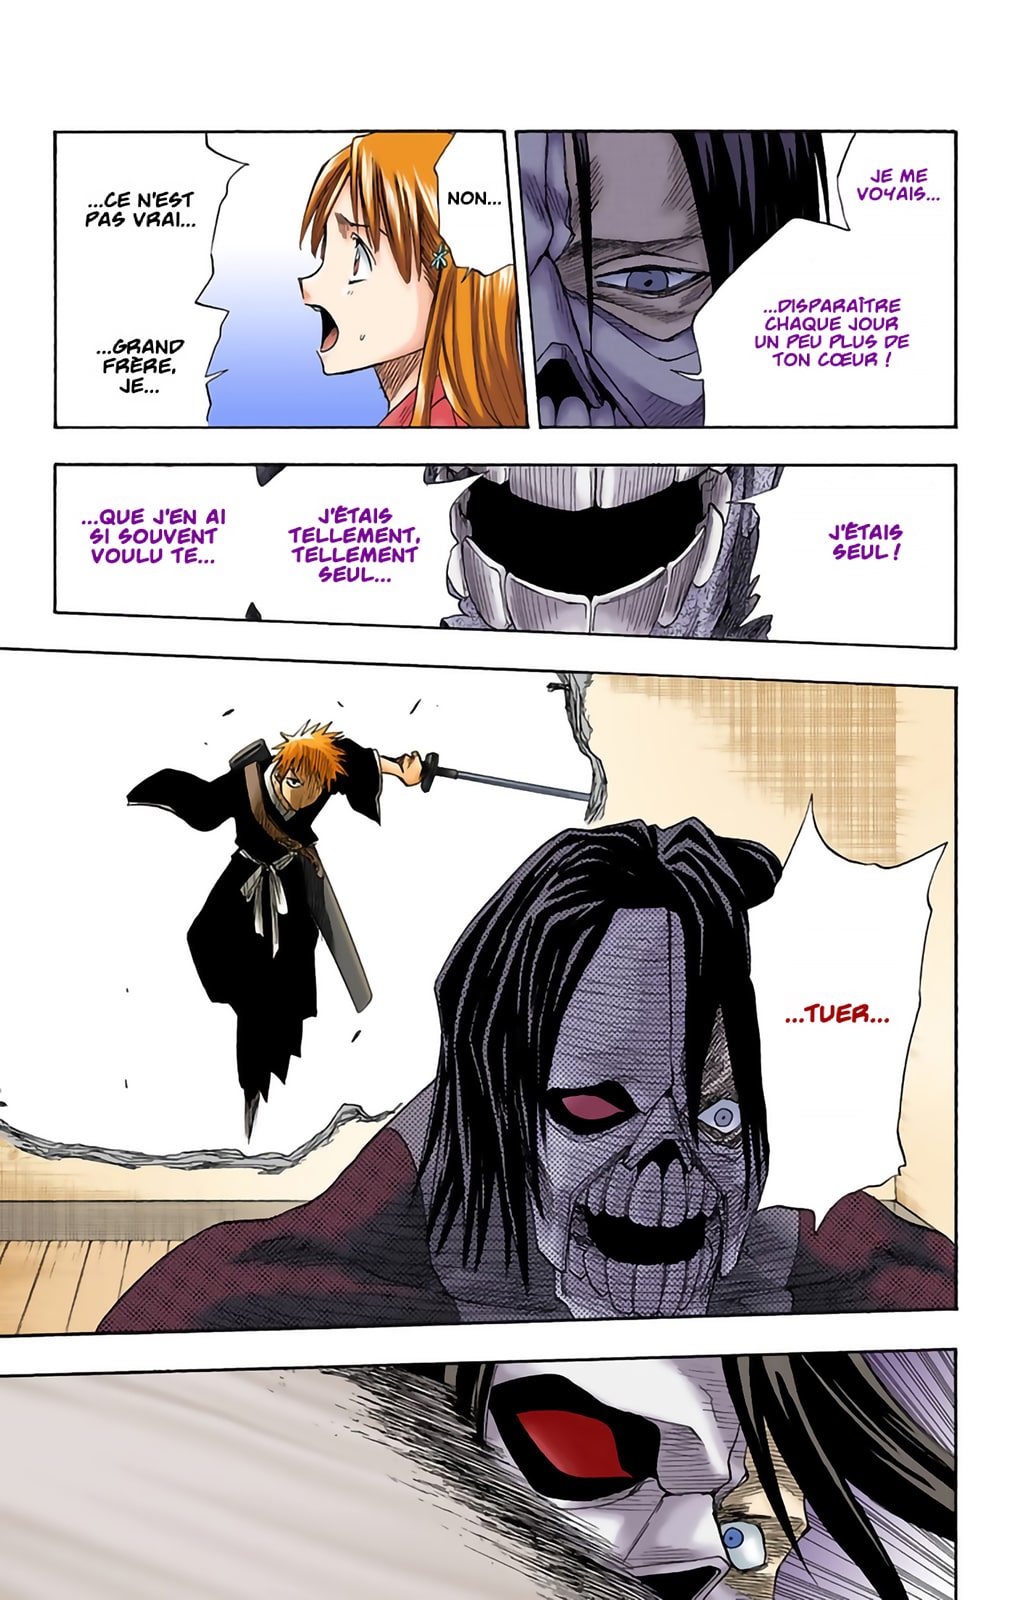 JE ME
VOYAIS...
...DISPARAÎTRE
CHAQUE JOUR
UN PEU PLUS DE
TON CŒUR !
NON...
...CE N'EST
PAS VRAI...
...GRAND
FRÈRE,
JE...
J'ÉTAIS
SEUL !
J'ÉTAIS
TELLEMENT,
TELLEMENT
SEUL...
...QUE J'EN AI
SI SOUVENT
VOULU TE...
...TUER...